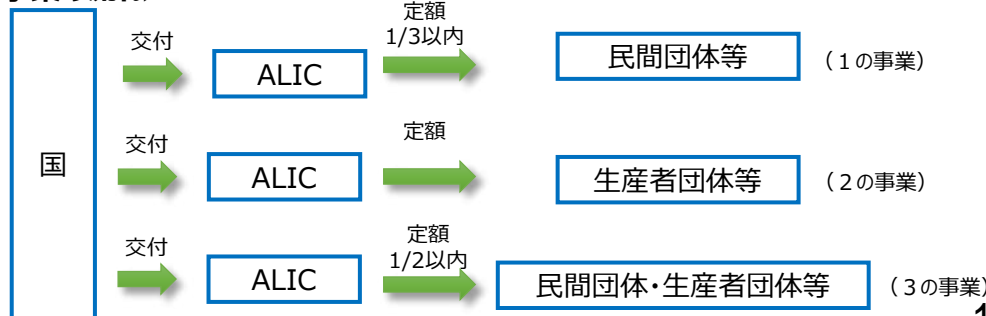 交付
定額
1/3以内
ALIC
民間団体等
（１の事業）
国
交付
定額
ALIC
生産者団体等
（２の事業）
交付
定額
1/2以内
ALIC
民間団体・生産者団体等
（３の事業）
1